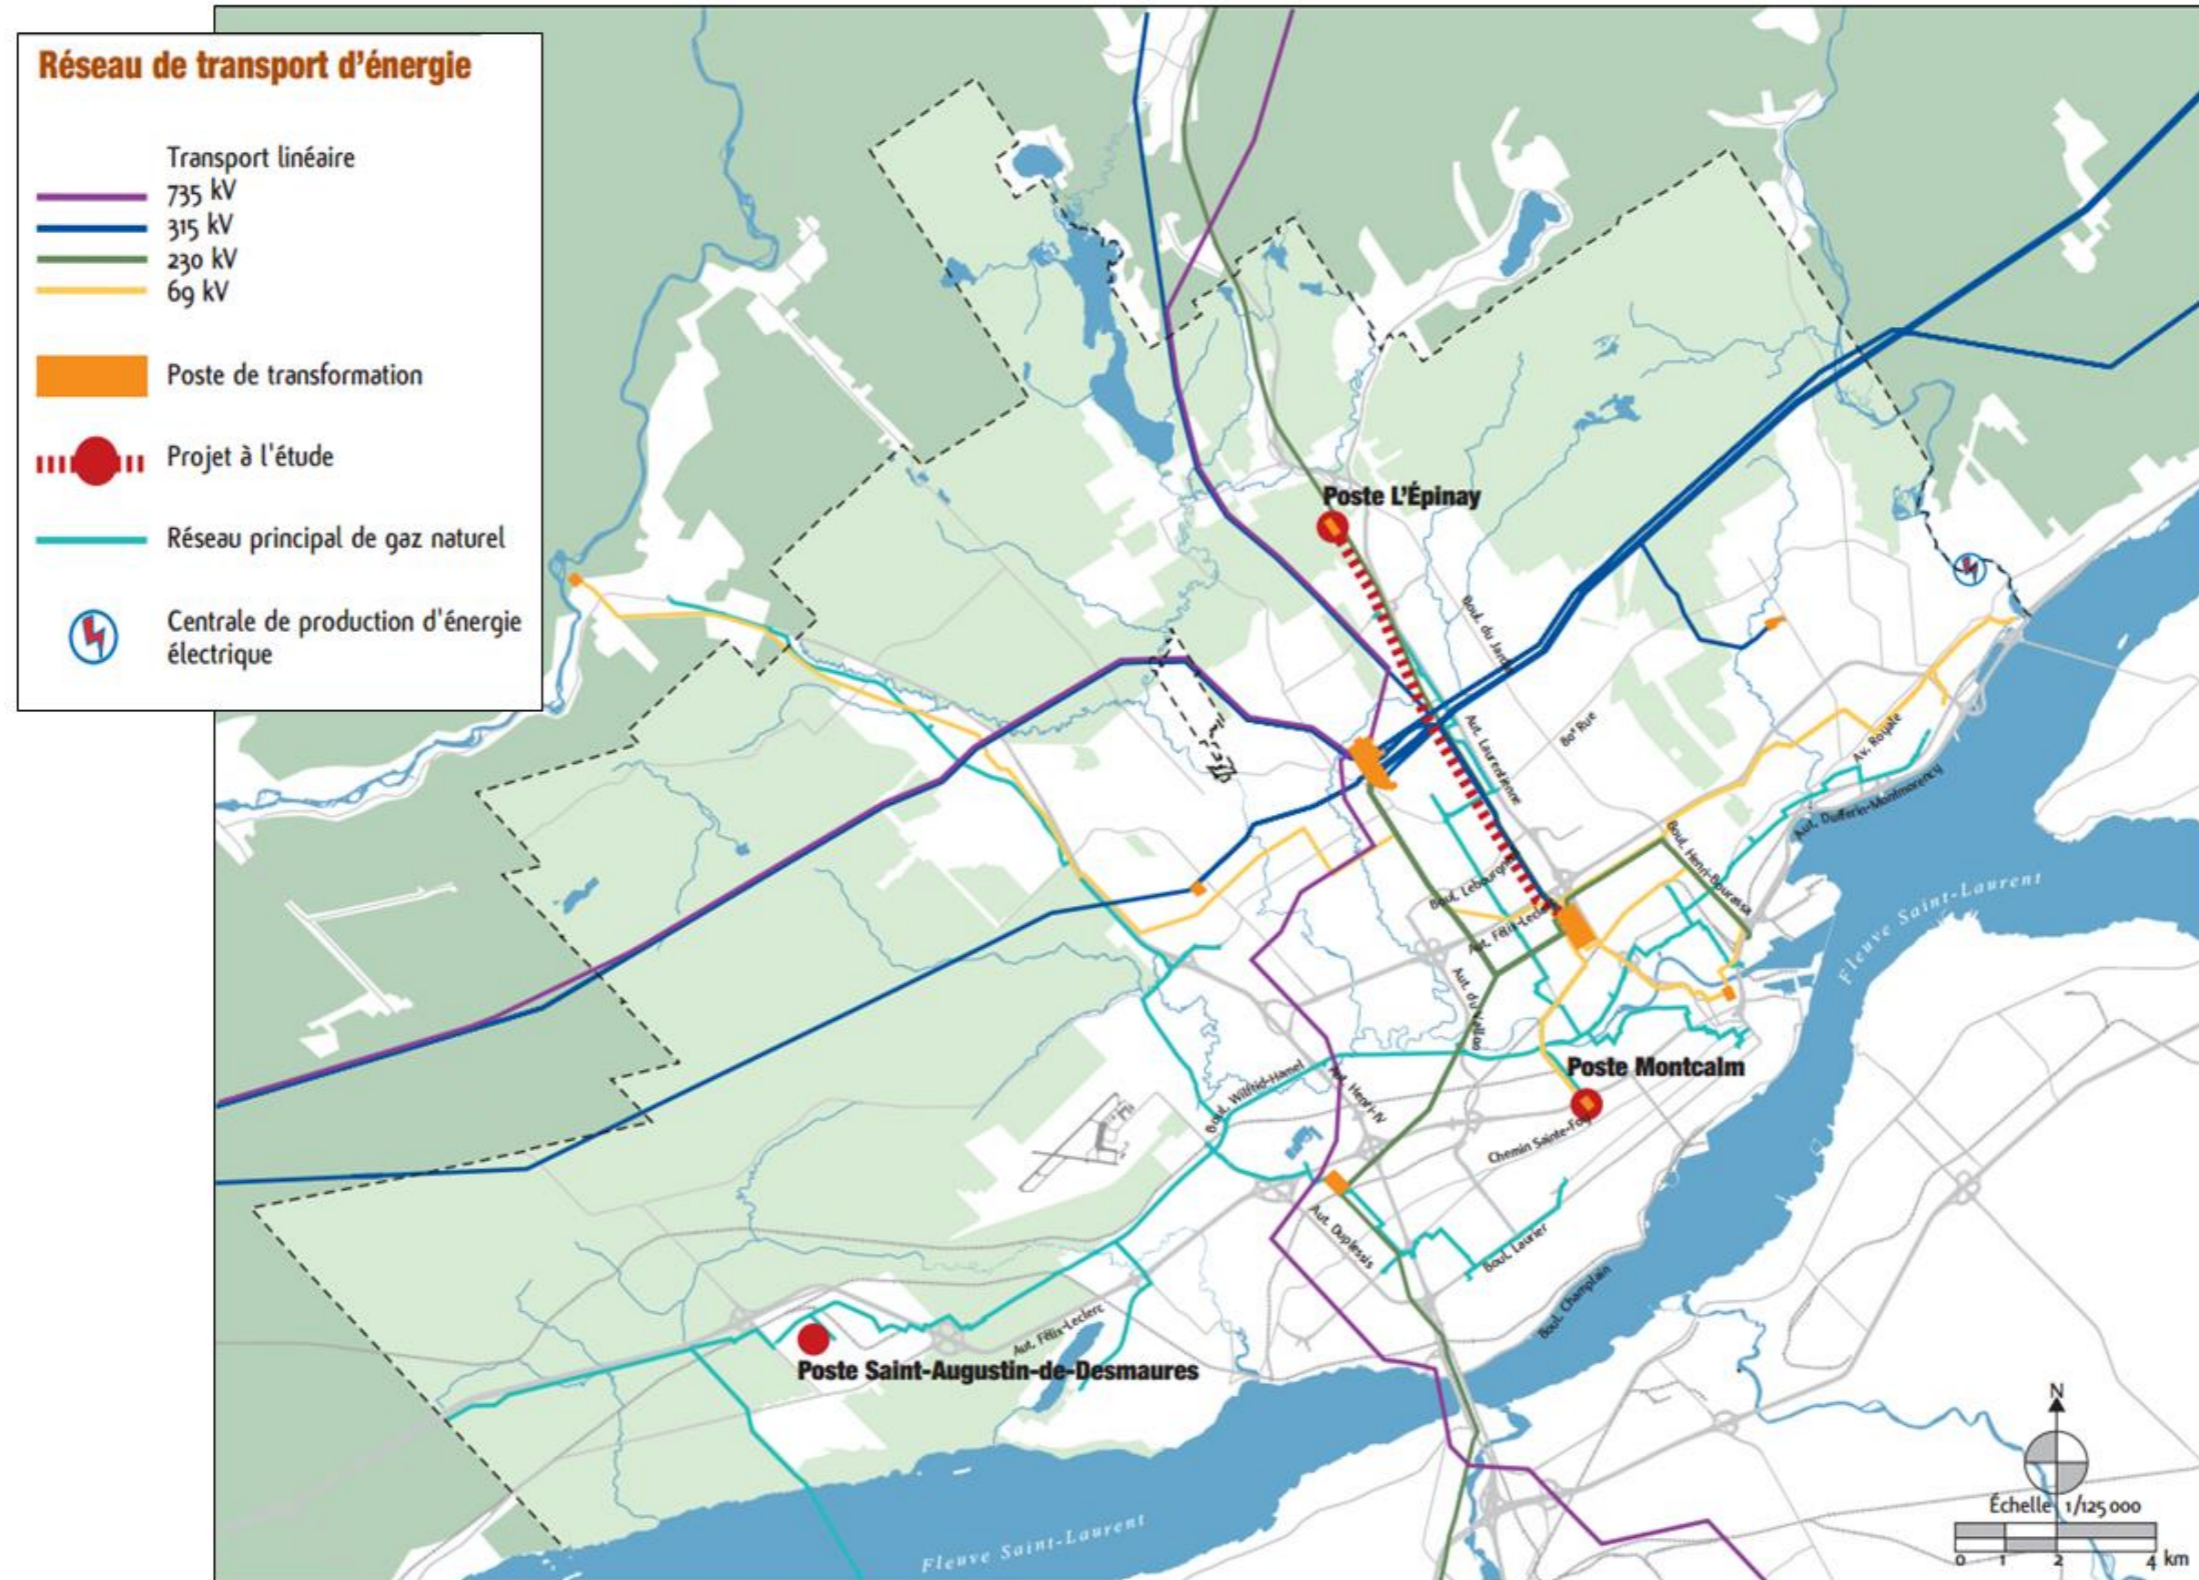 Réseau de transport d'énergie
Transport linéaire
735 kV
315 kV
230 kV
69 kV
Poste de transformation
Projet à l'étude
Réseau principal de gaz naturel
Centrale de production d'énergie
électrique
Poste L'Épinay
Boul. du Jardin
80e Rue
Aut. Laurentienne
Av. Royale
Aut. Dufferin-Montmorency
Boul. Henri-Bourassa
Boul. Lebourgneuf
Aut. Félix-Leclerc
Fleuve Saint-Laurent
Aut. du Vallon
Poste Montcalm
Boul. Wilfrid-Hamel
Aut. Henri-IV
Chemin Sainte-Foy
Aut. Duplessis
Boul. Laurier
Boul. Champlain
Aut. Félix-Leclerc
Poste Saint-Augustin-de-Desmaures
Fleuve Saint-Laurent
N
Échelle 1/125 000
0 1 2 4 km